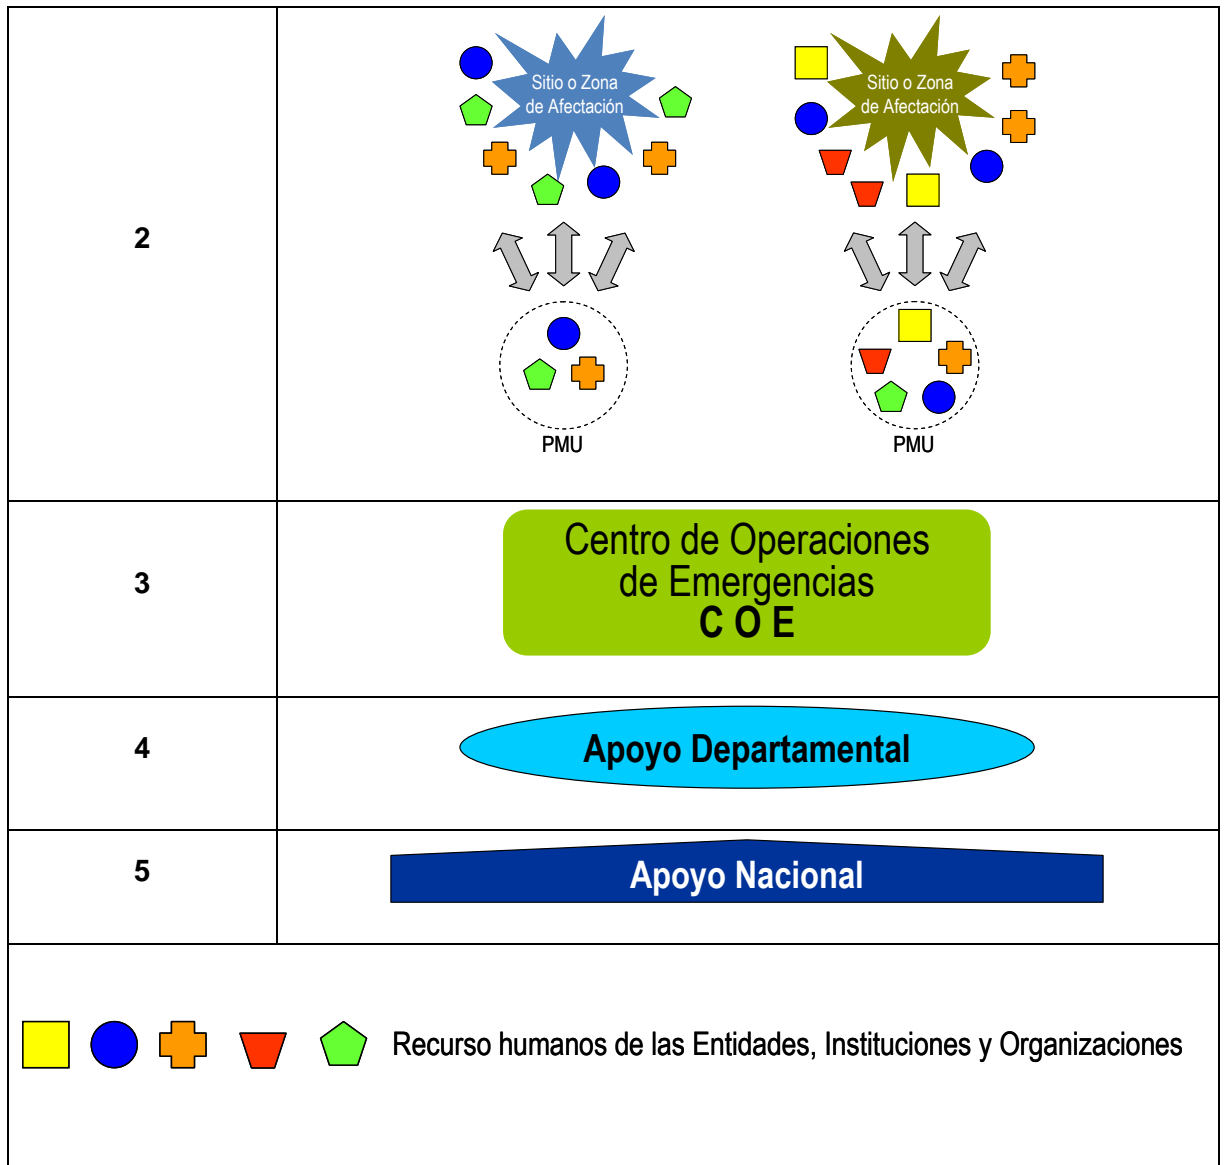 2
Sitio o Zona
de Afectación
Sitio o Zona
de Afectación
PMU
PMU
3
Centro de Operaciones
de Emergencias
C O E
4
Apoyo Departamental
5
Apoyo Nacional
Recurso humanos de las Entidades, Instituciones y Organizaciones